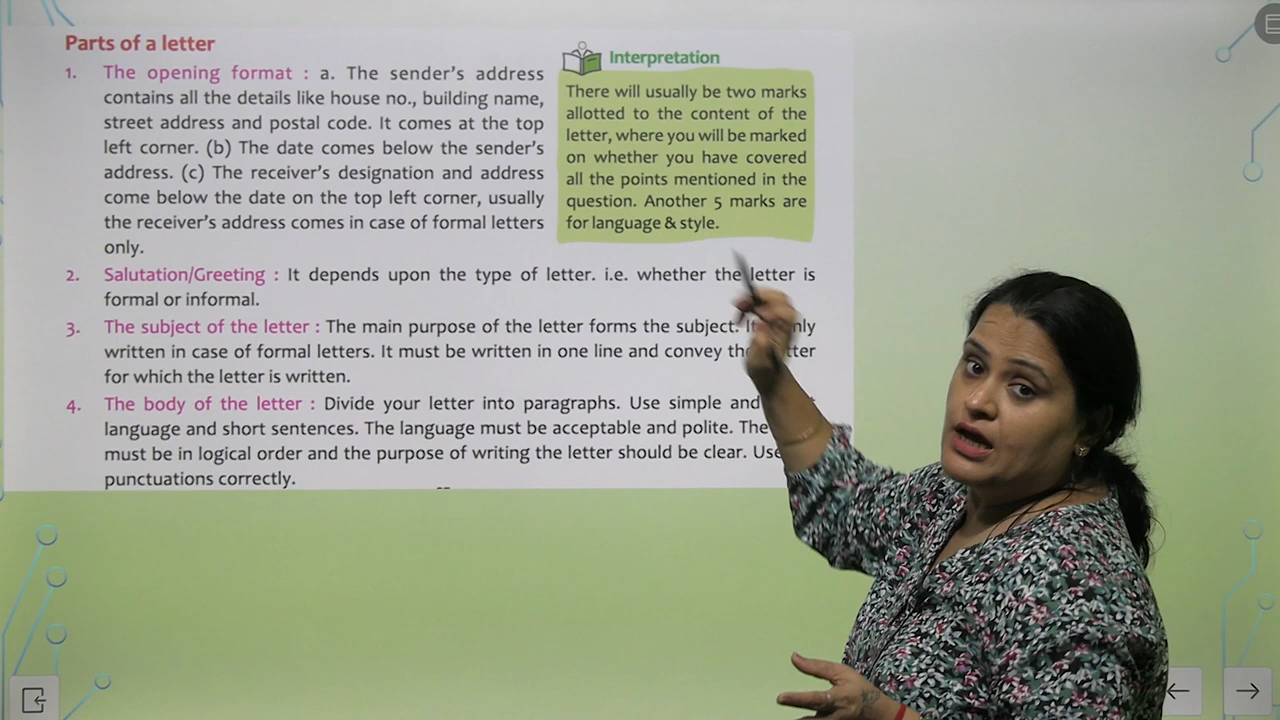 Parts of a letter
1. The opening format : a. The sender's address
contains all the details like house no., building name,
street address and postal code. It comes at the top
left corner. (b) The date comes below the sender's
address. (c) The receiver's designation and address
come below the date on the top left corner, usually
the receiver's address comes in case of formal letters
only.
Interpretation
There will usually be two marks
allotted to the content of the
letter, where you will be marked
on whether you have covered
all the points mentioned in the
question. Another 5 marks are
for language & style.
2. Salutation/Greeting : It depends upon the type of letter. i.e. whether the letter is
formal or informal.
3. The subject of the letter : The main purpose of the letter forms the subject.
written in case of formal letters. It must be written in one line and convey
for which the letter is written.
4. The body of the letter : Divide your letter into paragraphs. Use simple and
language and short sentences. The language must be acceptable and polite. The
must be in logical order and the purpose of writing the letter should be clear. Use
punctuations correctly.